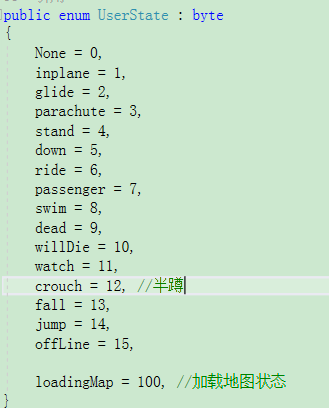 public enum UserState : byte
{
None = 0,
inplane = 1,
glide = 2,
parachute = 3,
stand = 4,
down = 5,
ride = 6,
passenger = 7,
swim = 8,
dead = 9,
willDie = 10,
watch = 11,
crouch = 12, //半蹲
fall = 13,
jump = 14,
offLine = 15,
loadingMap = 100, //加载地图状态
}